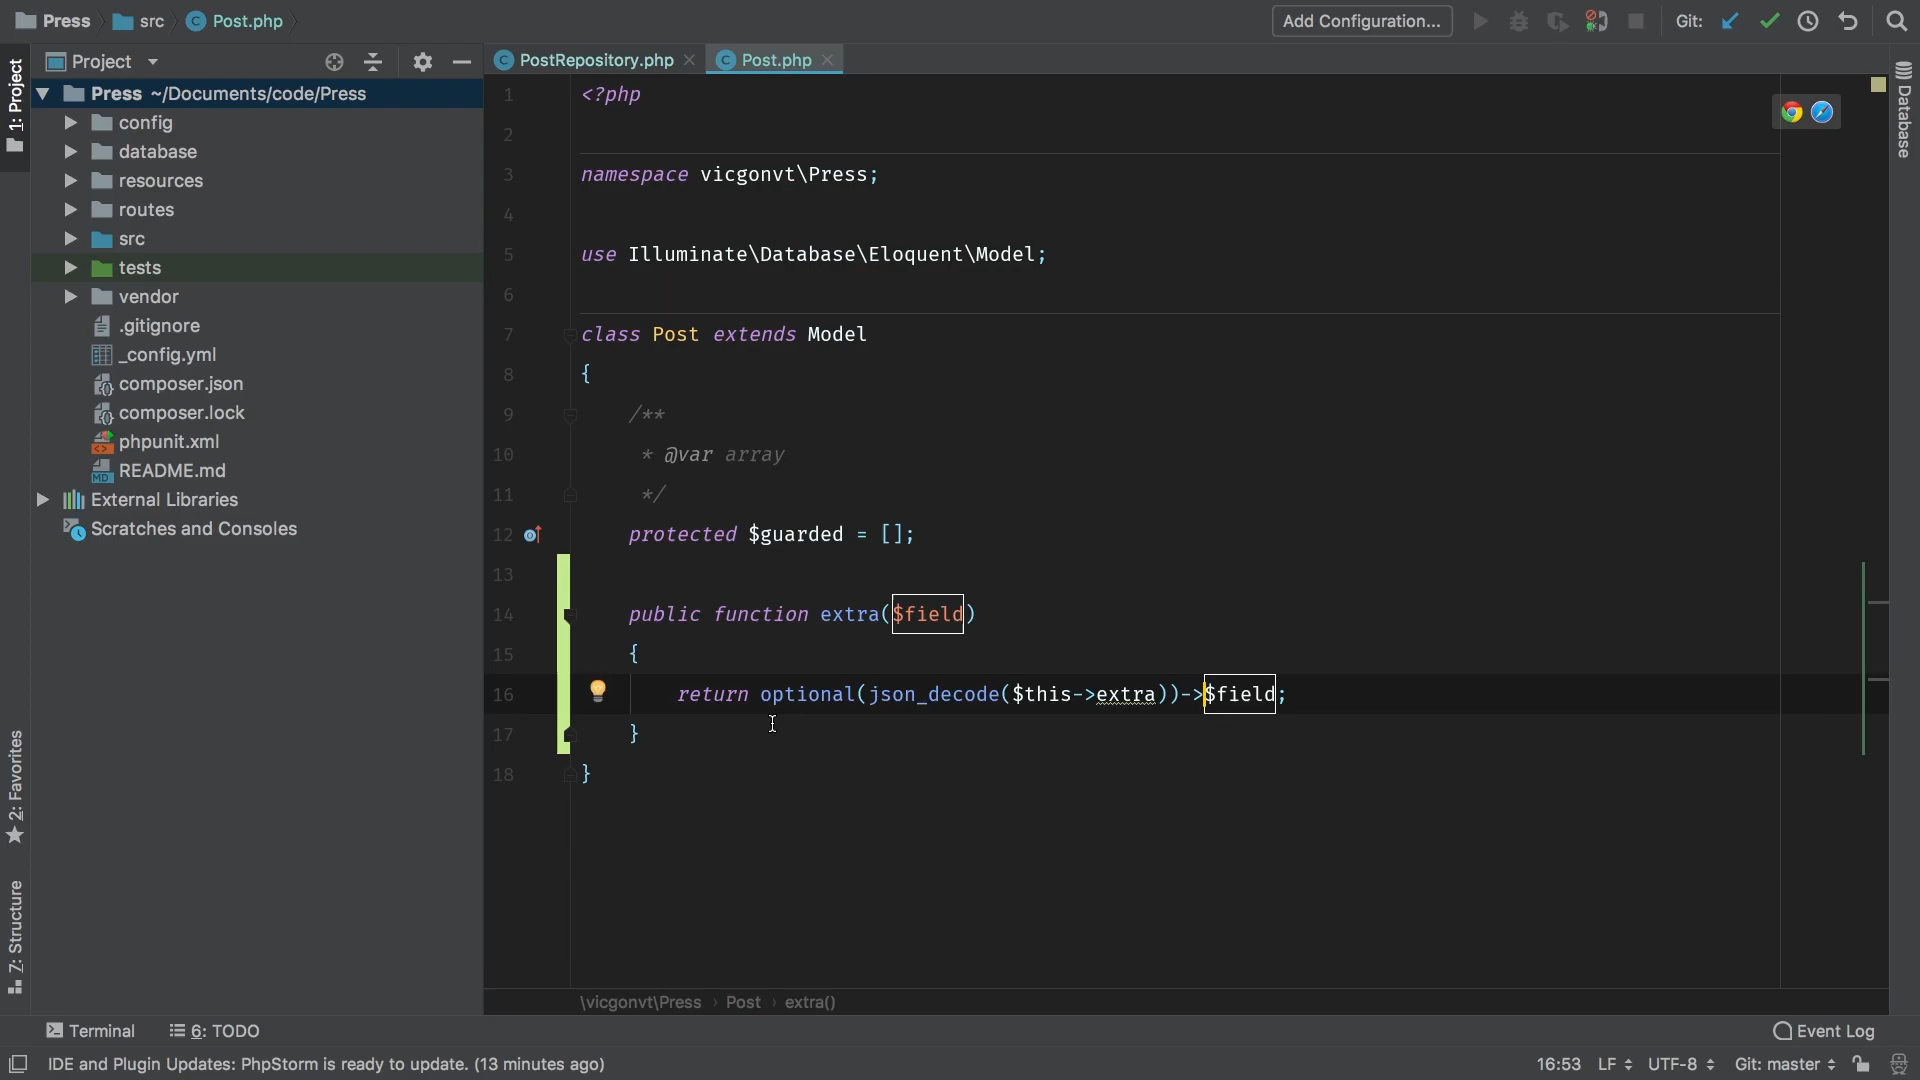 Press src Post.php Add Configuration... Git:
Project PostRepository.php Post.php
1: Project
Press ~/Documents/code/Press
config
database
resources
routes
src
tests
vendor
.gitignore
_config.yml
composer.json
composer.lock
phpunit.xml
README.md
External Libraries
Scratches and Consoles
2: Favorites
Z: Structure
1 <?php
2
3 namespace vicgonvt\Press;
4
5 use Illuminate\Database\Eloquent\Model;
6
7 class Post extends Model
8 {
9 /**
10 * @var array
11 */
12 protected $guarded = [];
13
14 public function extra($field)
15 {
16 return optional(json_decode($this->extra))->$field;
17 }
18 }
Database
\vicgonvt\Press › Post › extra()
Terminal 6: TODO Event Log
IDE and Plugin Updates: PhpStorm is ready to update. (13 minutes ago) 16:53 LF UTF-8 Git: master